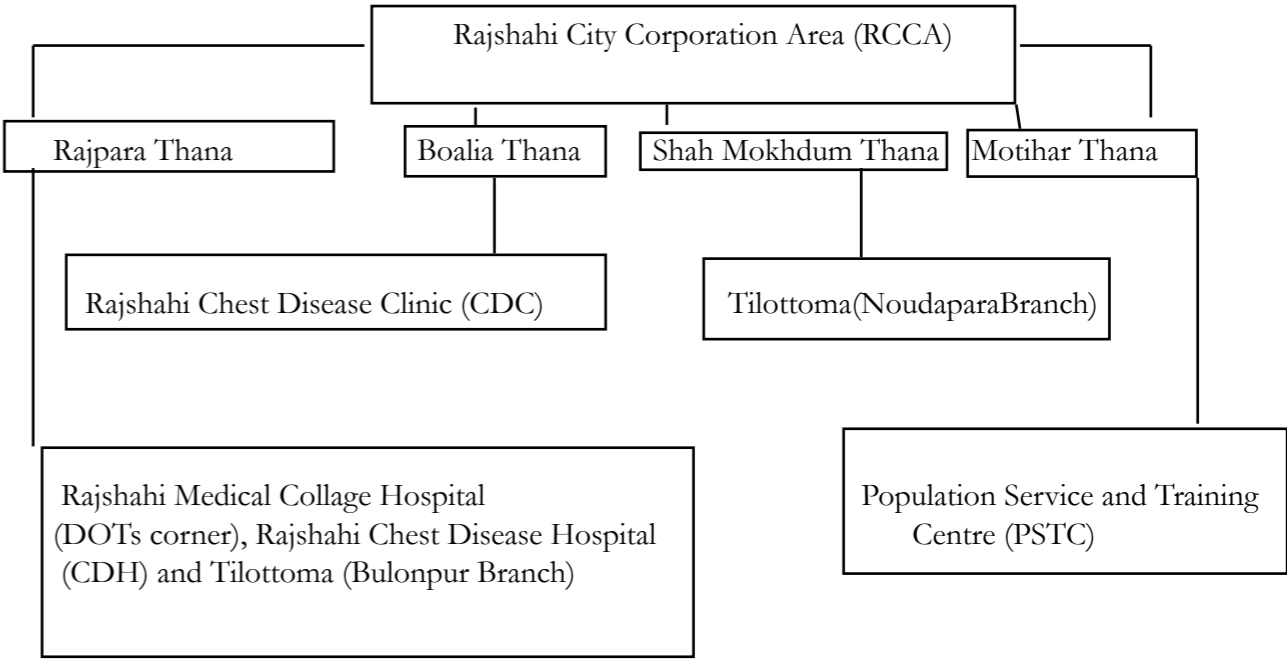 Rajshahi City Corporation Area (RCCA)
Rajpara Thana
Boalia Thana
Shah Mokhdum Thana
Motihar Thana
Rajshahi Chest Disease Clinic (CDC)
Tilottoma(NoudaparaBranch)
Rajshahi Medical Collage Hospital
(DOTs corner), Rajshahi Chest Disease Hospital
(CDH) and Tilottoma (Bulonpur Branch)
Population Service and Training
Centre (PSTC)